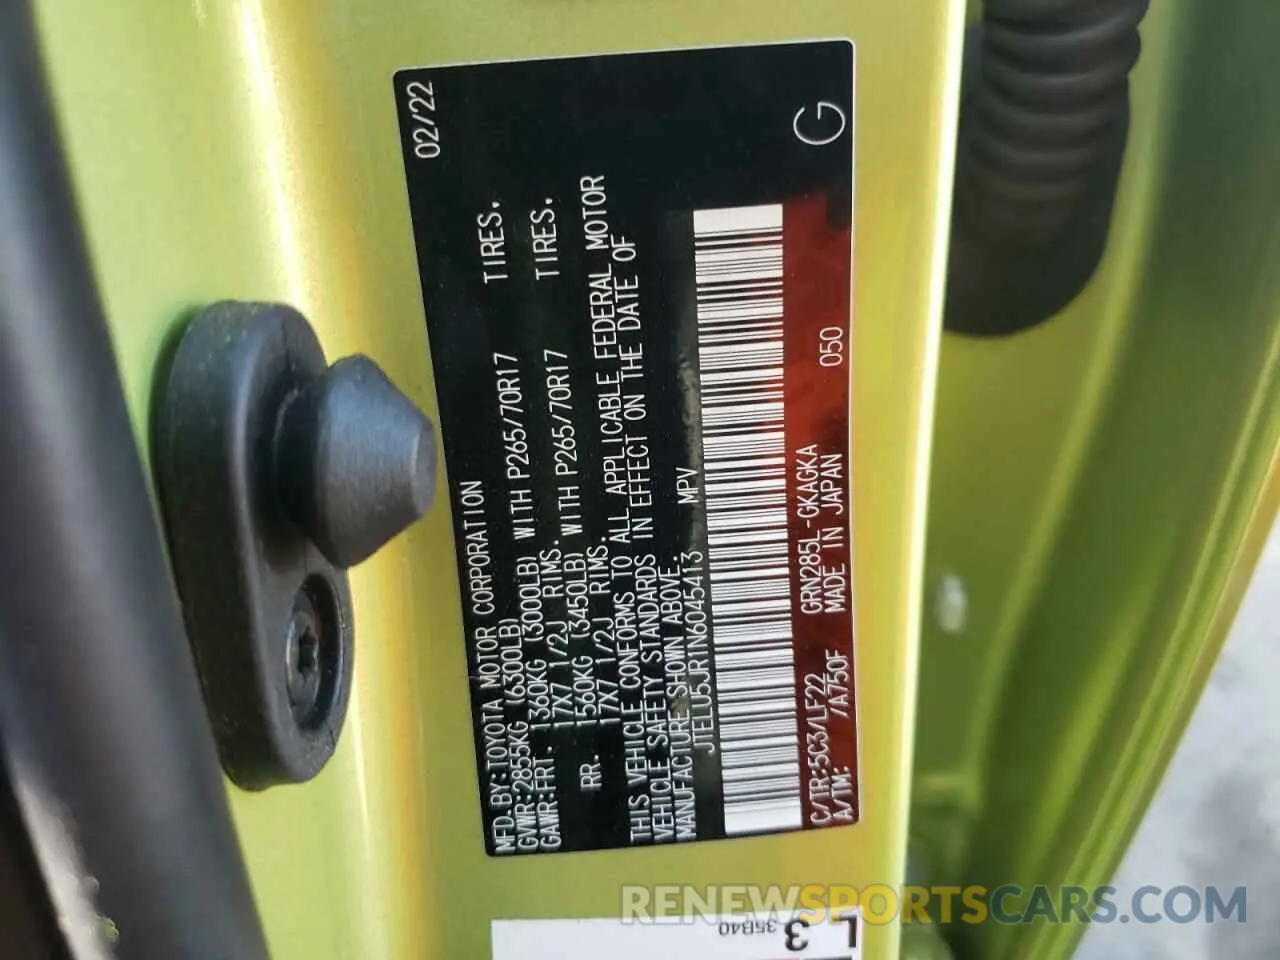 MFD.BY:TOYOTA MOTOR CORPORATION 02/22
GVWR:2855KG (6300LB)
GAWR:FRT. 1360KG (3000LB) WITH P265/70R17 TIRES.
17X7 1/2J RIMS.
RR. 1560KG (3450LB) WITH P265/70R17 TIRES.
17X7 1/2J RIMS.
THIS VEHICLE CONFORMS TO ALL APPLICABLE FEDERAL MOTOR
VEHICLE SAFETY STANDARDS IN EFFECT ON THE DATE OF
MANUFACTURE SHOWN ABOVE.
JTELU5JR1N6045413 MPV
C/TR:5C3/LF22 GRN285L-GKAGKA
A/TM: /A750F MADE IN JAPAN 050
G
L
3
35B40
RENEWSPORTSCARS.COM